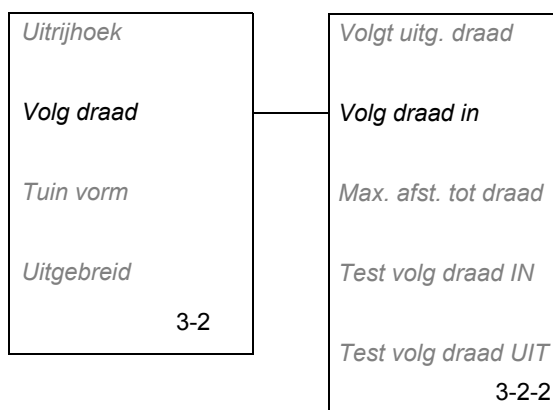 Uitrijhoek
Volg draad
Tuin vorm
Uitgebreid
3-2
Volgt uitg. draad
Volg draad in
Max. afst. tot draad
Test volg draad IN
Test volg draad UIT
3-2-2